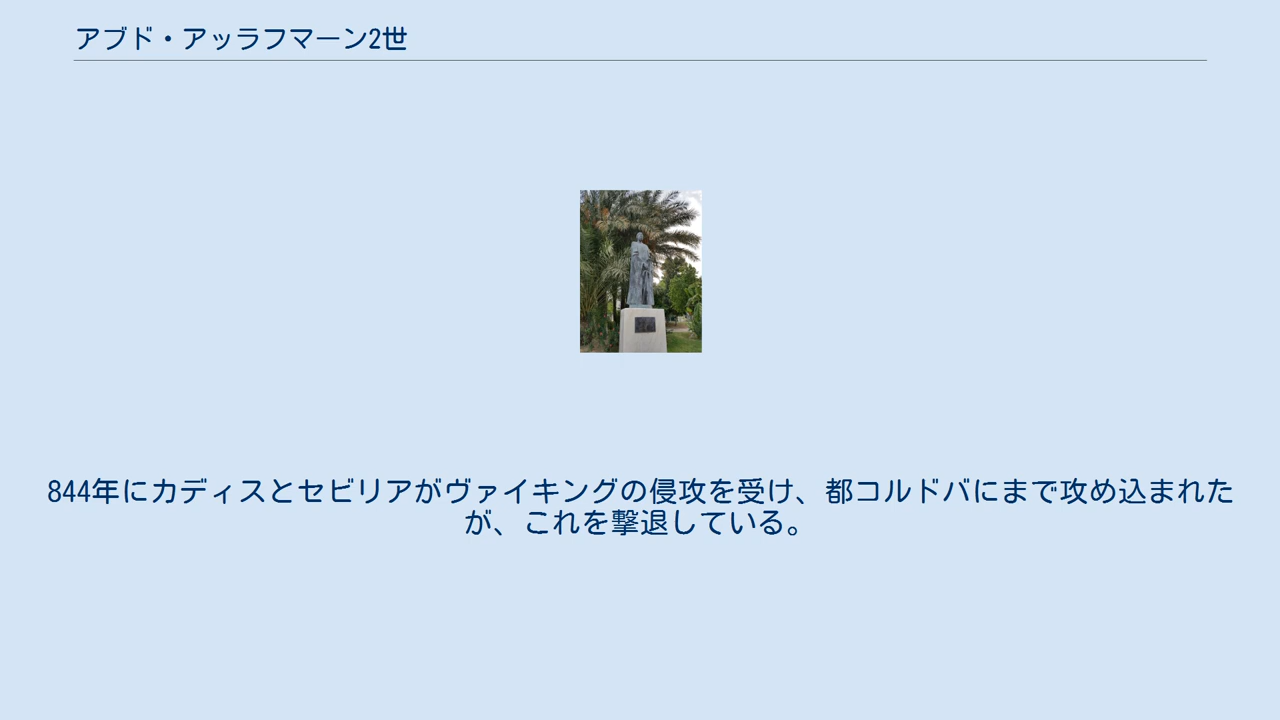 アブド・アッラフマーン2世
844年にカディスとセビリアがヴァイキングの侵攻を受け、都コルドバにまで攻め込まれた
が、これを撃退している。